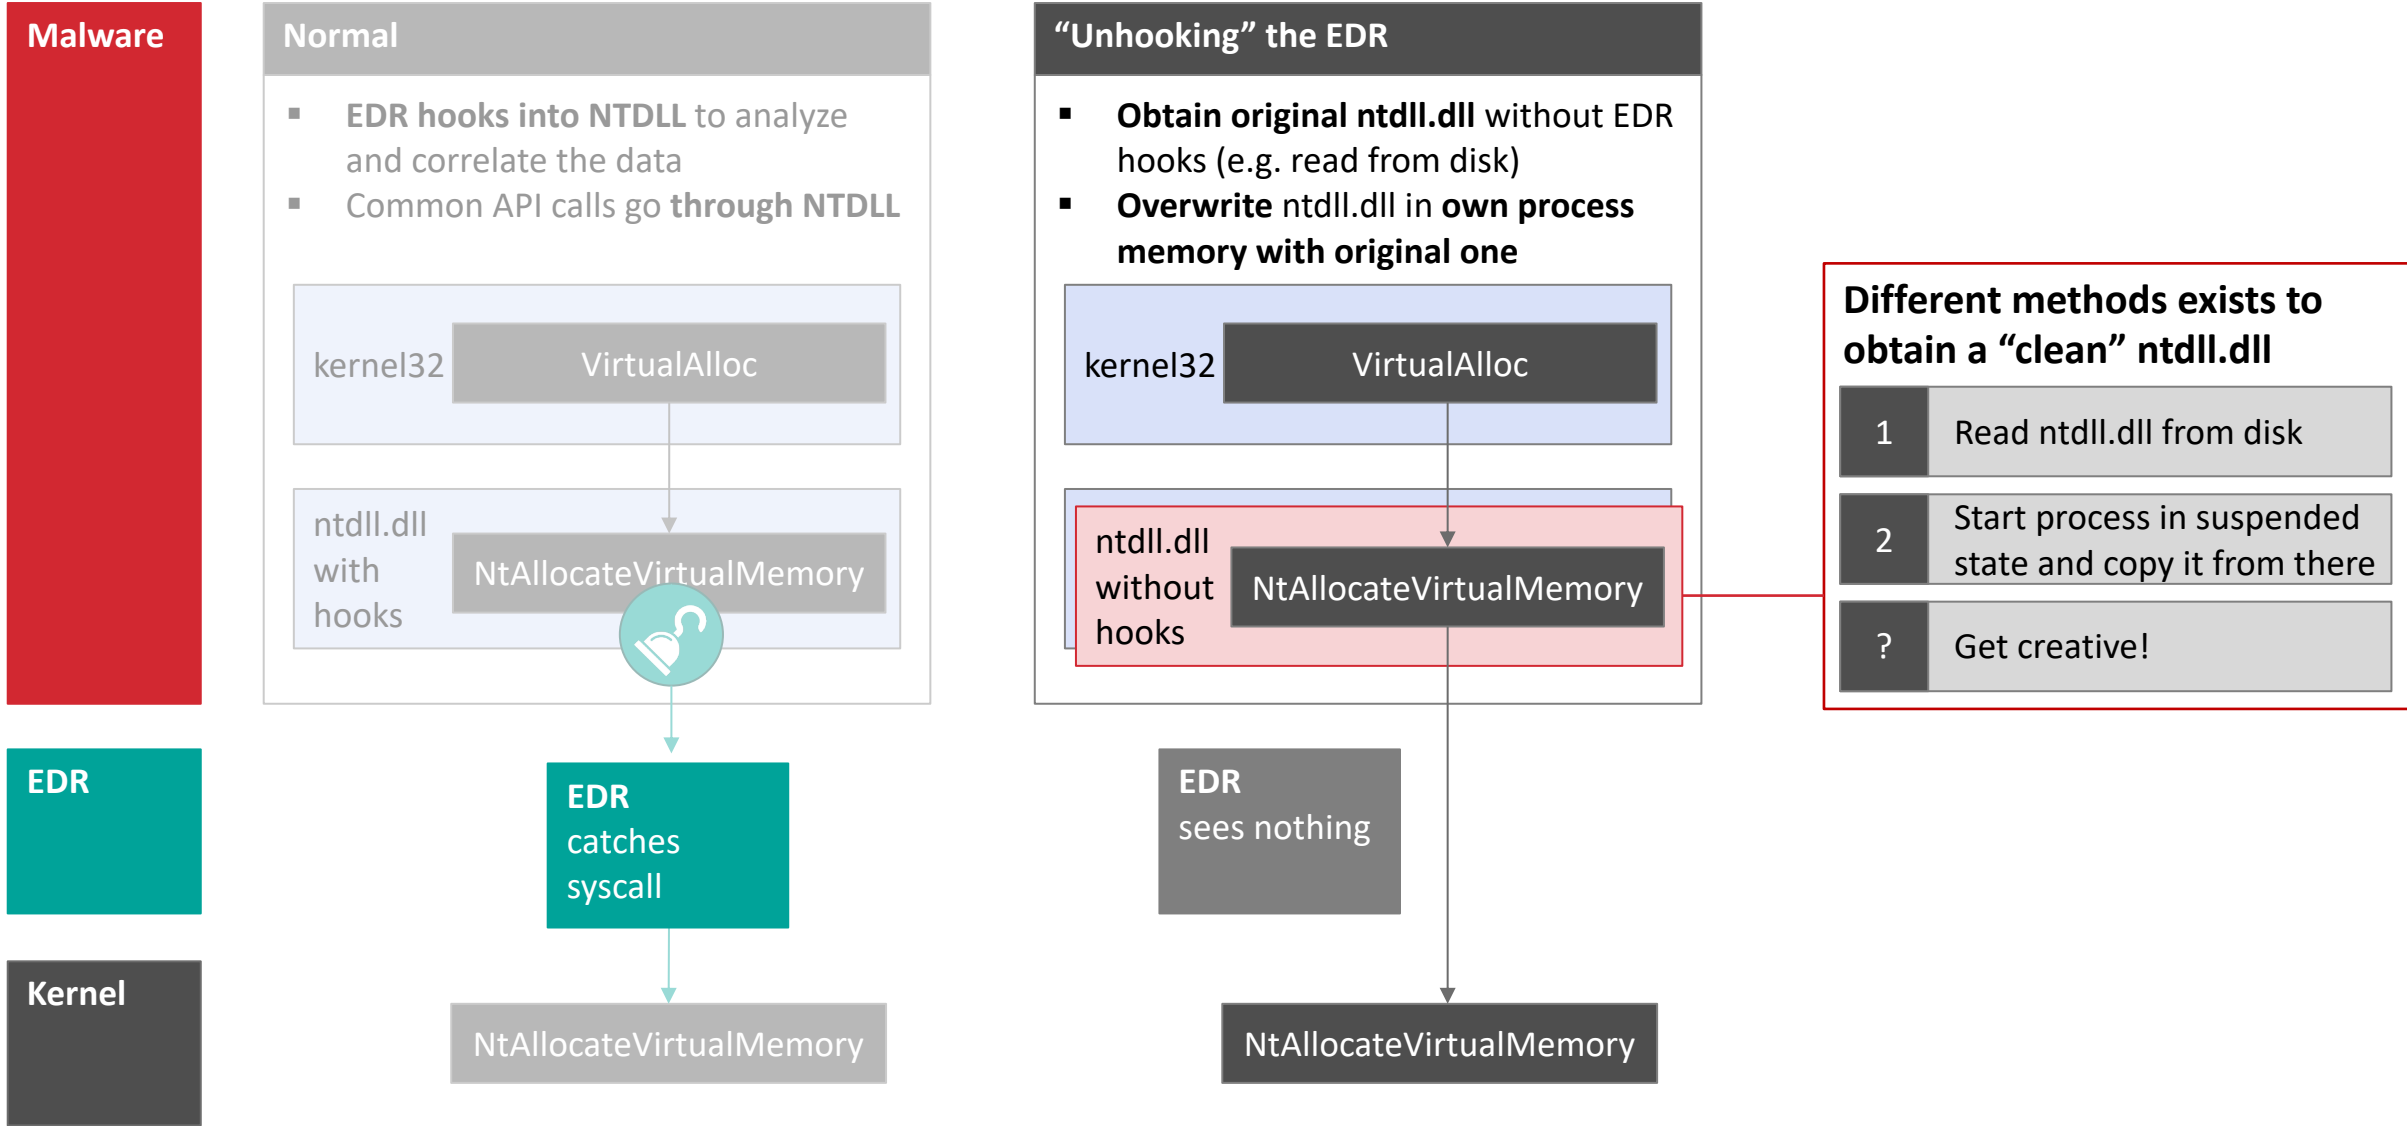 Malware
Normal
▪ EDR hooks into NTDLL to analyze
and correlate the data
▪ Common API calls go through NTDLL
kernel32
VirtualAlloc
ntdll.dll
with
hooks
NtAllocateVirtualMemory
“Unhooking” the EDR
▪ Obtain original ntdll.dll without EDR
hooks (e.g. read from disk)
▪ Overwrite ntdll.dll in own process
memory with original one
kernel32
VirtualAlloc
ntdll.dll
without
hooks
NtAllocateVirtualMemory
Different methods exists to
obtain a “clean” ntdll.dll
1 Read ntdll.dll from disk
2 Start process in suspended
state and copy it from there
? Get creative!
EDR
EDR
catches
syscall
EDR
sees nothing
Kernel
NtAllocateVirtualMemory
NtAllocateVirtualMemory